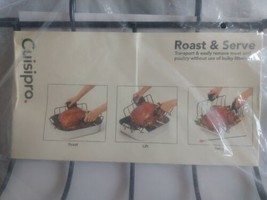 Cuisipro.
Roast & Serve
Transport & easily remove roast and
poultry without use of bulky
Roast
Lift